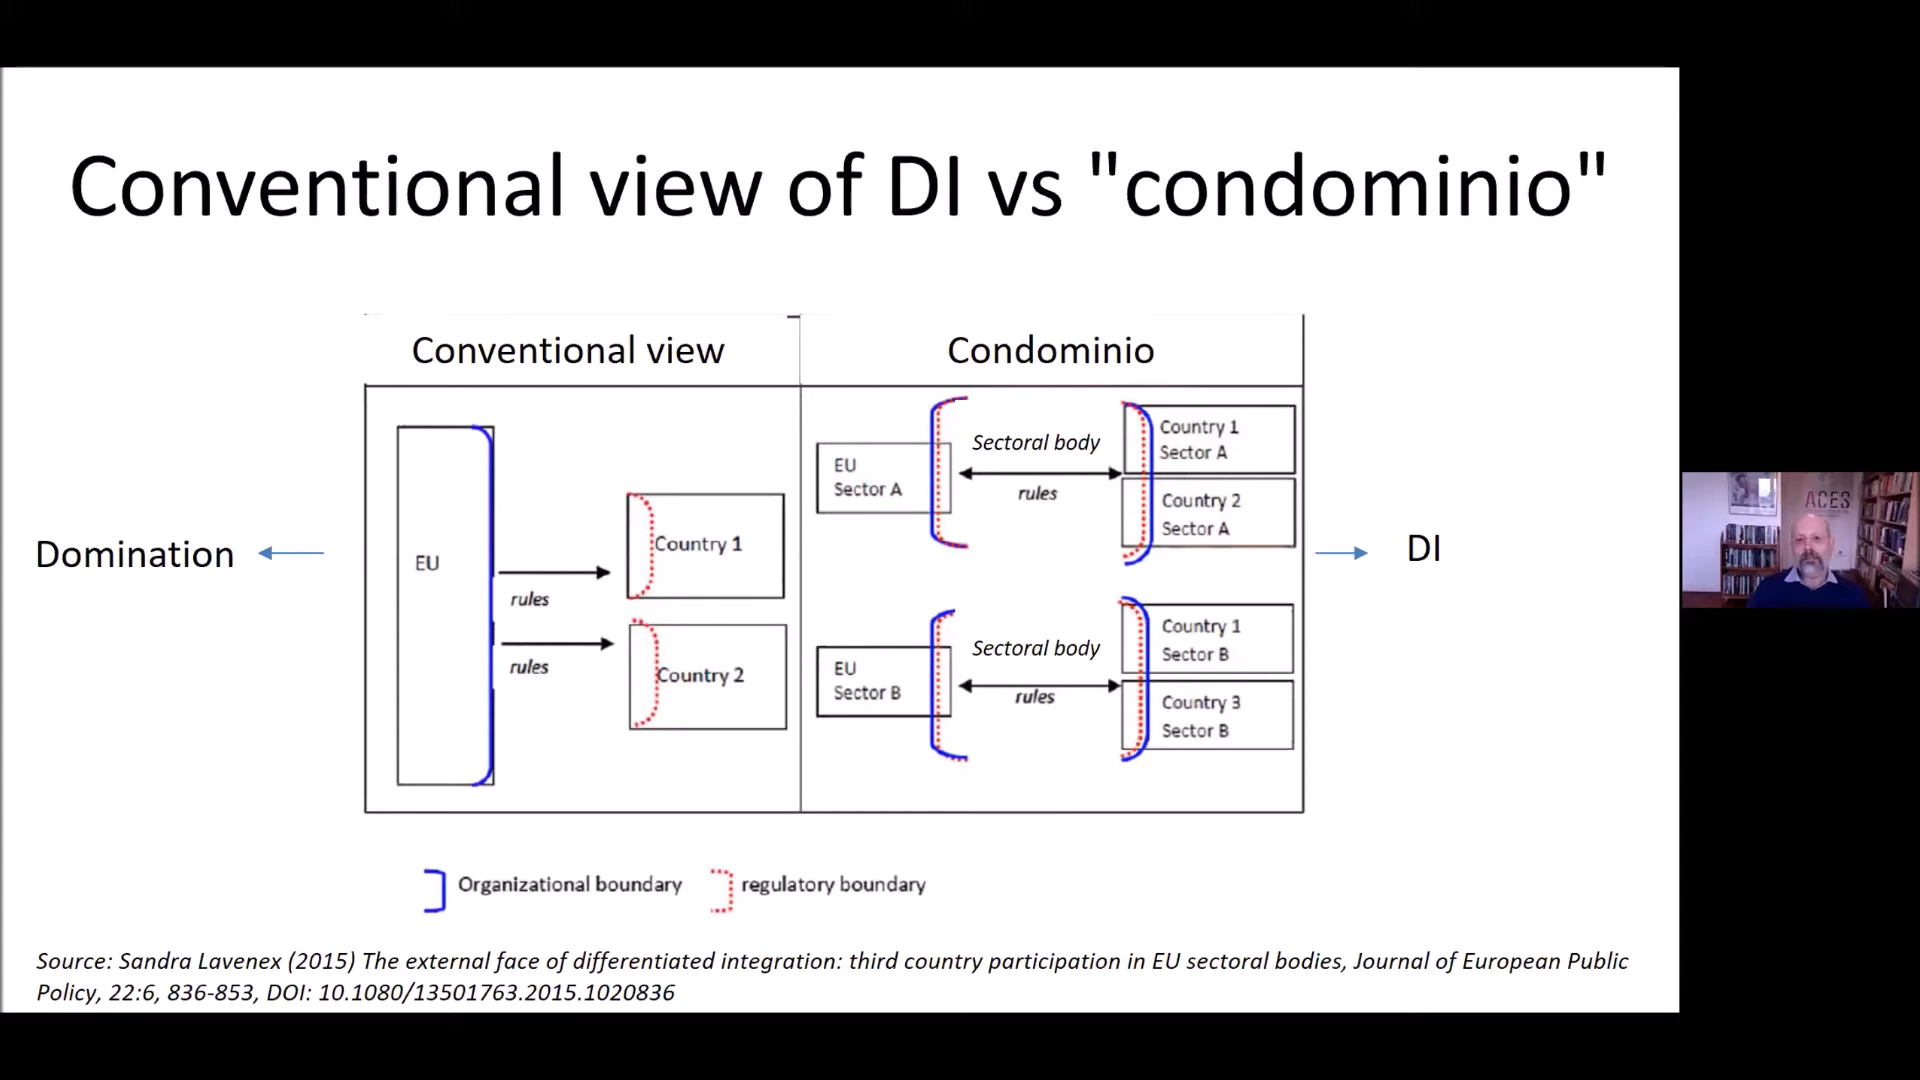 Conventional view of DI vs "condominio"
Conventional view
Condominio
Domination
EU
rules
rules
Country 1
Country 2
EU
Sector A
Sectoral body
rules
Country 1
Sector A
Country 2
Sector A
EU
Sector B
Sectoral body
rules
Country 1
Sector B
Country 3
Sector B
DI
Organizational boundary
regulatory boundary
Source: Sandra Lavenex (2015) The external face of differentiated integration: third country participation in EU sectoral bodies, Journal of European Public
Policy, 22:6, 836-853, DOI: 10.1080/13501763.2015.1020836
ACES